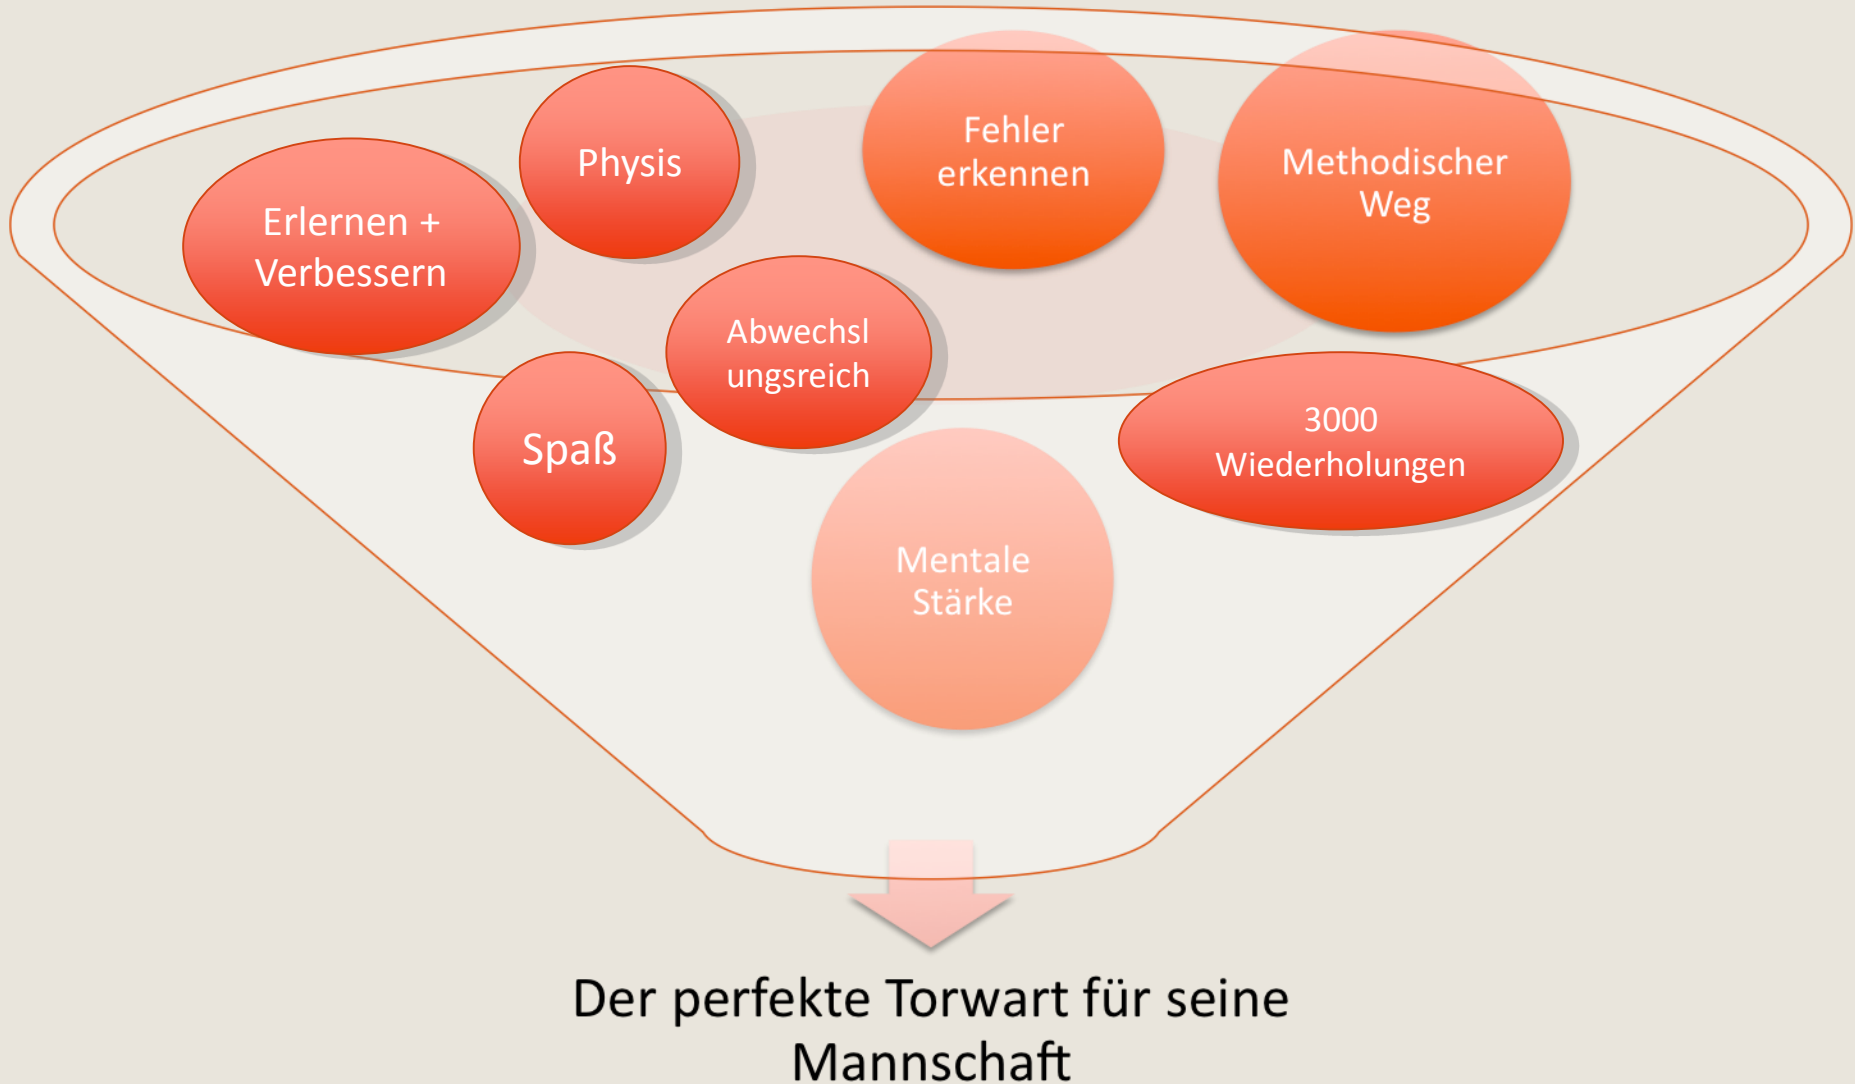 Physis
Fehler
erkennen
Methodischer
Weg
Erlernen +
Verbessern
Abwechsl
ungsreich
Spaß
3000
Wiederholungen
Mentale
Stärke
Der perfekte Torwart für seine
Mannschaft